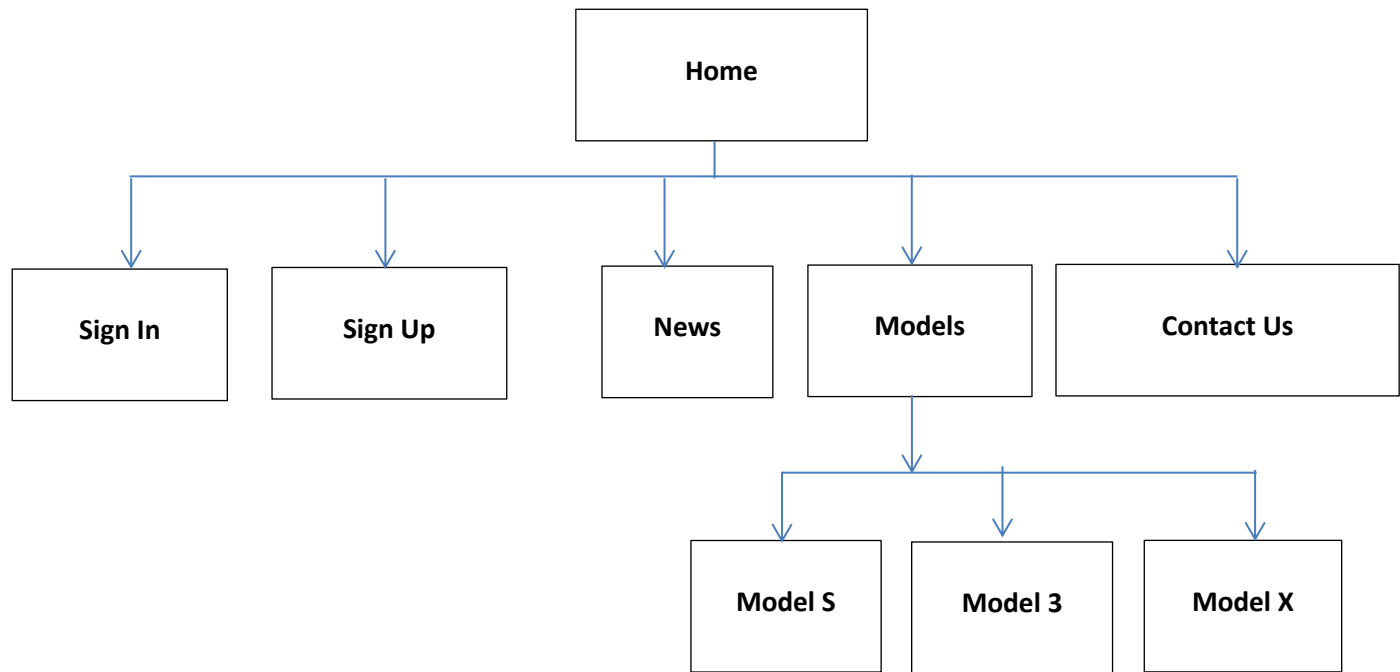 Home
Sign In
Sign Up
News
Models
Contact Us
Model S
Model 3
Model X